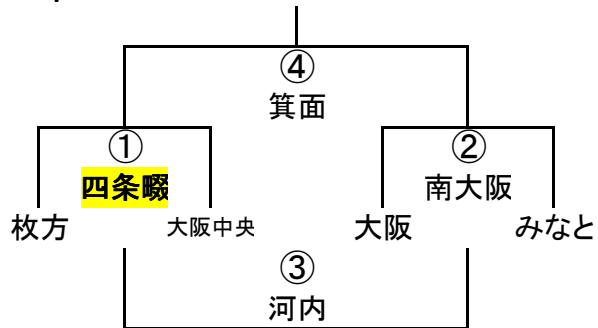 ④
箕面
①
②
四条畷
南大阪
枚方
大阪中央
大阪
みなと
③
河内